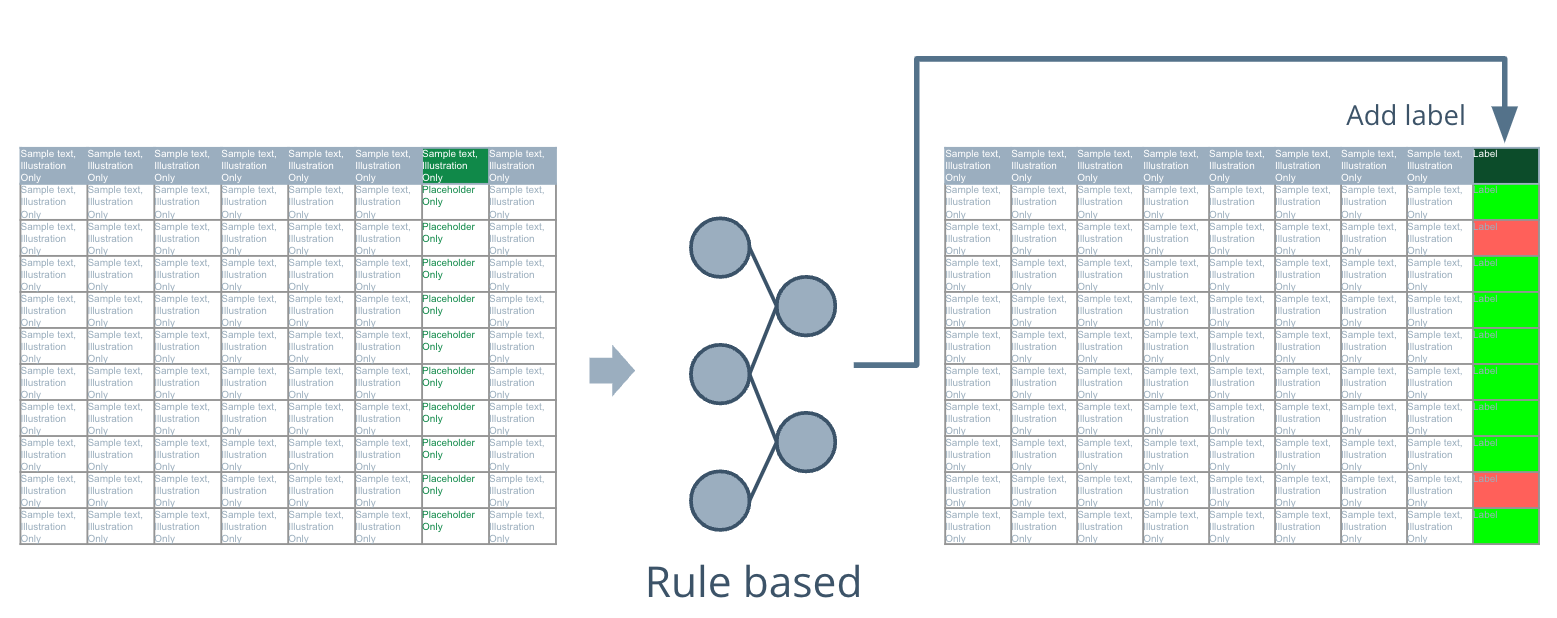 Add label
Sample text, Sample text, Sample text, Sample text, Sample text, Sample text, Sample text, Sample text,
Illustration Illustration Illustration Illustration Illustration Illustration Illustration Illustration
Only Only Only Only Only Only Only Only
Sample text, Sample text, Sample text, Sample text, Sample text, Sample text, Placeholder Sample text,
Illustration Illustration Illustration Illustration Illustration Illustration Only Illustration
Only Only Only Only Only Only Only
Sample text, Sample text, Sample text, Sample text, Sample text, Sample text, Placeholder Sample text,
Illustration Illustration Illustration Illustration Illustration Illustration Only Illustration
Only Only Only Only Only Only Only
Sample text, Sample text, Sample text, Sample text, Sample text, Sample text, Placeholder Sample text,
Illustration Illustration Illustration Illustration Illustration Illustration Only Illustration
Only Only Only Only Only Only Only
Sample text, Sample text, Sample text, Sample text, Sample text, Sample text, Placeholder Sample text,
Illustration Illustration Illustration Illustration Illustration Illustration Only Illustration
Only Only Only Only Only Only Only
Sample text, Sample text, Sample text, Sample text, Sample text, Sample text, Placeholder Sample text,
Illustration Illustration Illustration Illustration Illustration Illustration Only Illustration
Only Only Only Only Only Only Only
Sample text, Sample text, Sample text, Sample text, Sample text, Sample text, Placeholder Sample text,
Illustration Illustration Illustration Illustration Illustration Illustration Only Illustration
Only Only Only Only Only Only Only
Sample text, Sample text, Sample text, Sample text, Sample text, Sample text, Placeholder Sample text,
Illustration Illustration Illustration Illustration Illustration Illustration Only Illustration
Only Only Only Only Only Only Only
Sample text, Sample text, Sample text, Sample text, Sample text, Sample text, Placeholder Sample text,
Illustration Illustration Illustration Illustration Illustration Illustration Only Illustration
Only Only Only Only Only Only Only
Sample text, Sample text, Sample text, Sample text, Sample text, Sample text, Placeholder Sample text,
Illustration Illustration Illustration Illustration Illustration Illustration Only Illustration
Only Only Only Only Only Only Only
Sample text, Sample text, Sample text, Sample text, Sample text, Sample text, Placeholder Sample text,
Illustration Illustration Illustration Illustration Illustration Illustration Only Illustration
Only Only Only Only Only Only Only
Sample text, Sample text, Sample text, Sample text, Sample text, Sample text, Sample text, Sample text, Label
Illustration Illustration Illustration Illustration Illustration Illustration Illustration Illustration
Only Only Only Only Only Only Only Only
Sample text, Sample text, Sample text, Sample text, Sample text, Sample text, Sample text, Sample text, Label
Illustration Illustration Illustration Illustration Illustration Illustration Illustration Illustration
Only Only Only Only Only Only Only Only
Sample text, Sample text, Sample text, Sample text, Sample text, Sample text, Sample text, Sample text, Label
Illustration Illustration Illustration Illustration Illustration Illustration Illustration Illustration
Only Only Only Only Only Only Only Only
Sample text, Sample text, Sample text, Sample text, Sample text, Sample text, Sample text, Sample text, Label
Illustration Illustration Illustration Illustration Illustration Illustration Illustration Illustration
Only Only Only Only Only Only Only Only
Sample text, Sample text, Sample text, Sample text, Sample text, Sample text, Sample text, Sample text, Label
Illustration Illustration Illustration Illustration Illustration Illustration Illustration Illustration
Only Only Only Only Only Only Only Only
Sample text, Sample text, Sample text, Sample text, Sample text, Sample text, Sample text, Sample text, Label
Illustration Illustration Illustration Illustration Illustration Illustration Illustration Illustration
Only Only Only Only Only Only Only Only
Sample text, Sample text, Sample text, Sample text, Sample text, Sample text, Sample text, Sample text, Label
Illustration Illustration Illustration Illustration Illustration Illustration Illustration Illustration
Only Only Only Only Only Only Only Only
Sample text, Sample text, Sample text, Sample text, Sample text, Sample text, Sample text, Sample text, Label
Illustration Illustration Illustration Illustration Illustration Illustration Illustration Illustration
Only Only Only Only Only Only Only Only
Sample text, Sample text, Sample text, Sample text, Sample text, Sample text, Sample text, Sample text, Label
Illustration Illustration Illustration Illustration Illustration Illustration Illustration Illustration
Only Only Only Only Only Only Only Only
Sample text, Sample text, Sample text, Sample text, Sample text, Sample text, Sample text, Sample text, Label
Illustration Illustration Illustration Illustration Illustration Illustration Illustration Illustration
Only Only Only Only Only Only Only Only
Sample text, Sample text, Sample text, Sample text, Sample text, Sample text, Sample text, Sample text, Label
Illustration Illustration Illustration Illustration Illustration Illustration Illustration Illustration
Only Only Only Only Only Only Only Only
Rule based